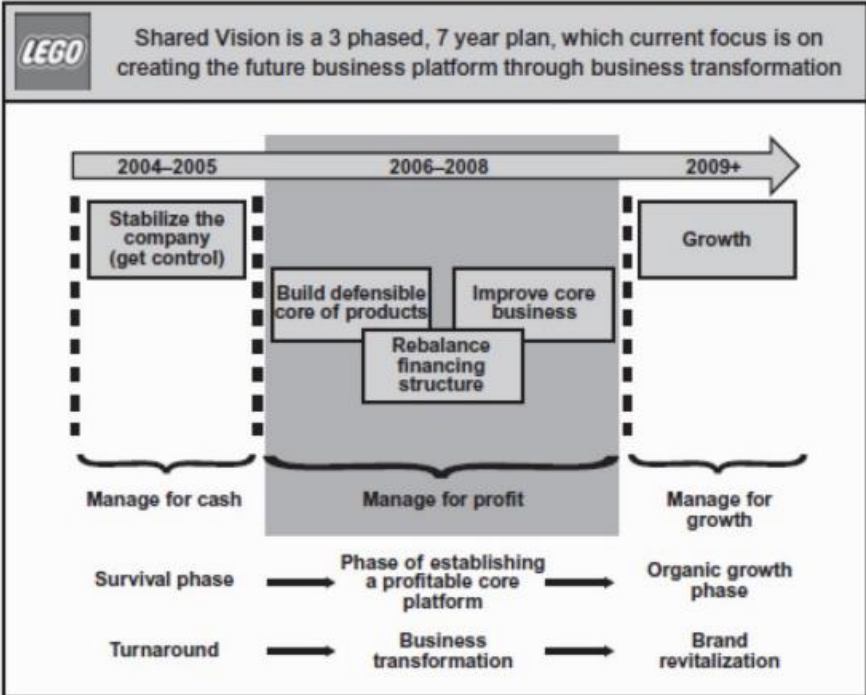 LEGO
Shared Vision is a 3 phased, 7 year plan, which current focus is on
creating the future business platform through business transformation
2004–2005
2006–2008
2009+
Stabilize the
company
(get control)
Build defensible
core of products
Improve core
business
Rebalance
financing
structure
Growth
Manage for cash
Manage for profit
Manage for
growth
Survival phase
Phase of establishing
a profitable core
platform
Organic growth
phase
Turnaround
Business
transformation
Brand
revitalization